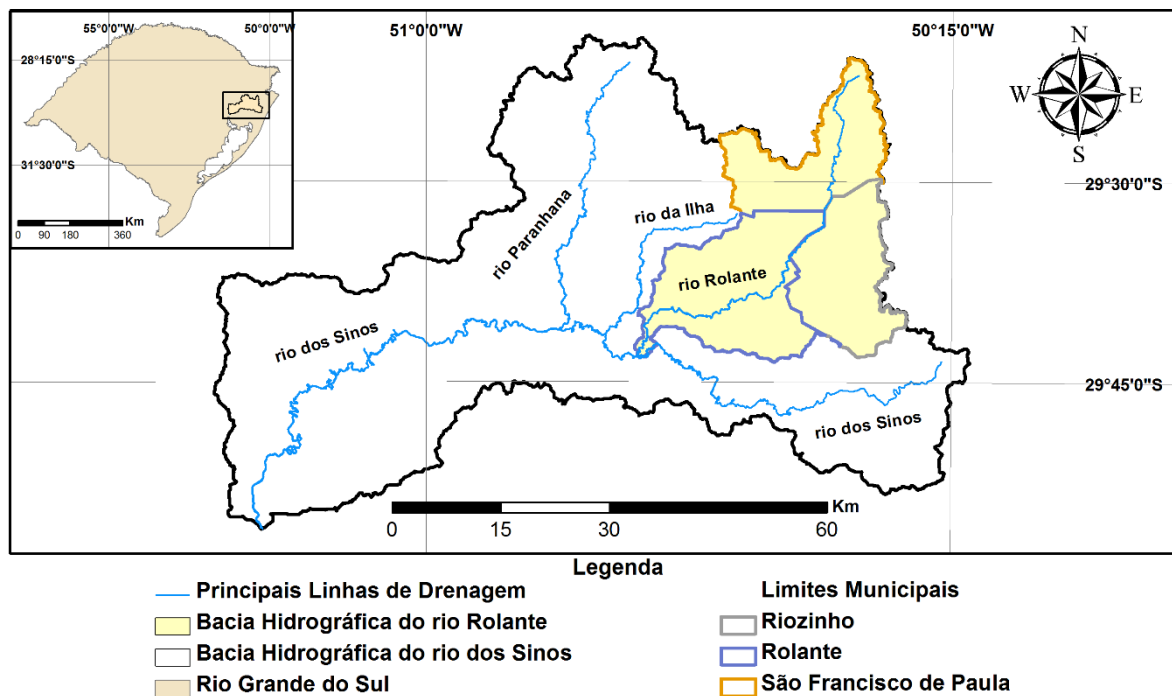 55°0'0"W
50°0'0"W
28°15'0"S
31°30'0"S
Km
0 90 180 360
51°0'0"W
50°15'0"W
N
W E
S
29°30'0"S
29°45'0"S
rio Paranhana
rio da Ilha
rio Rolante
rio dos Sinos
rio dos Sinos
Km
0 15 30 60
Legenda
Principais Linhas de Drenagem
Bacia Hidrográfica do rio Rolante
Bacia Hidrográfica do rio dos Sinos
Rio Grande do Sul
Limites Municipais
Riozinho
Rolante
São Francisco de Paula